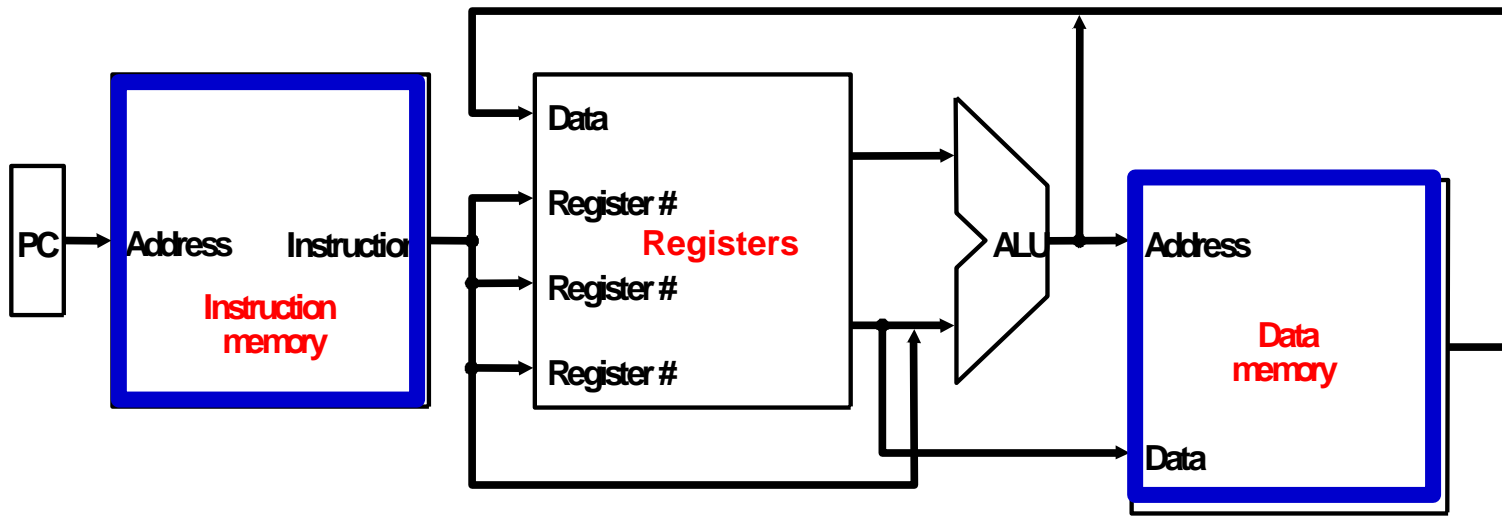 PC
Address
Instruction
Instruction
memory
Data
Register #
Registers
Register #
Register #
ALU
Address
Data
memory
Data